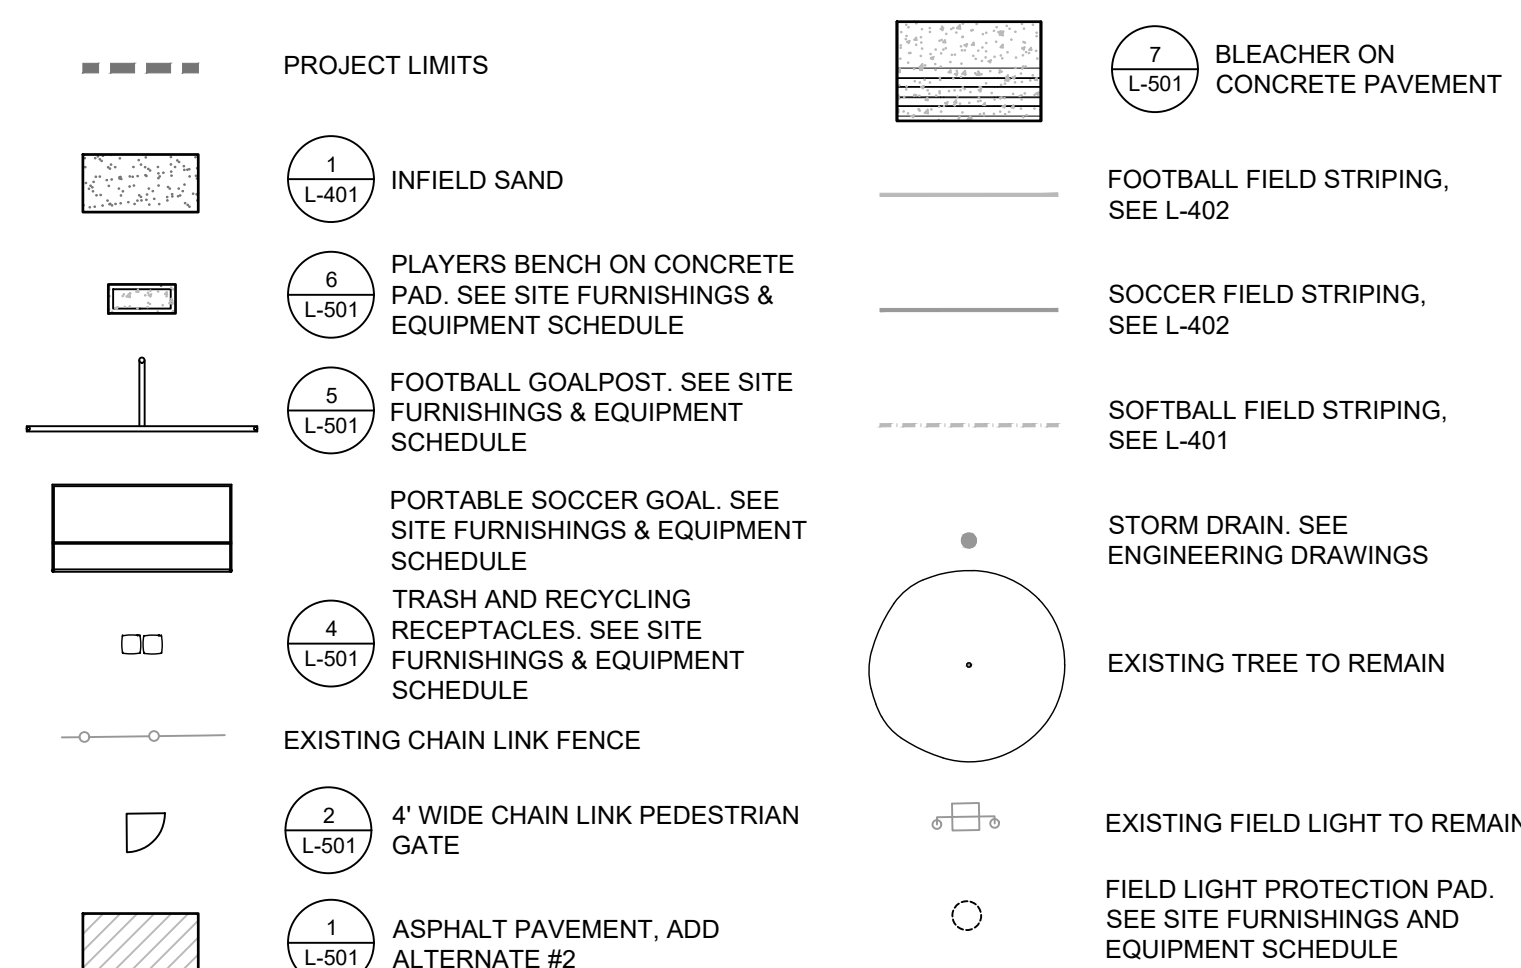 PROJECT LIMITS
1
L-401
INFIELD SAND
6
L-501
PLAYERS BENCH ON CONCRETE
PAD. SEE SITE FURNISHINGS &
EQUIPMENT SCHEDULE
5
L-501
FOOTBALL GOALPOST. SEE SITE
FURNISHINGS & EQUIPMENT
SCHEDULE
PORTABLE SOCCER GOAL. SEE
SITE FURNISHINGS & EQUIPMENT
SCHEDULE
4
L-501
TRASH AND RECYCLING
RECEPTACLES. SEE SITE
FURNISHINGS & EQUIPMENT
SCHEDULE
EXISTING CHAIN LINK FENCE
2
L-501
4' WIDE CHAIN LINK PEDESTRIAN
GATE
1
L-501
ASPHALT PAVEMENT, ADD
ALTERNATE #2
7
L-501
BLEACHER ON
CONCRETE PAVEMENT
FOOTBALL FIELD STRIPING,
SEE L-402
SOCCER FIELD STRIPING,
SEE L-402
SOFTBALL FIELD STRIPING,
SEE L-401
STORM DRAIN. SEE
ENGINEERING DRAWINGS
EXISTING TREE TO REMAIN
EXISTING FIELD LIGHT TO REMAIN
FIELD LIGHT PROTECTION PAD.
SEE SITE FURNISHINGS AND
EQUIPMENT SCHEDULE